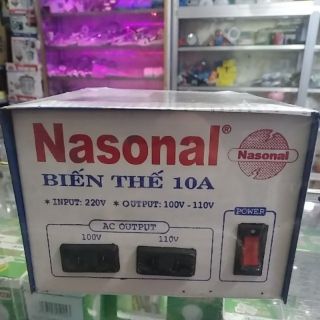 Nasonal®
Nasonal
BIẾN THẾ 10A
* INPUT: 220V * OUTPUT: 100V - 110V
POWER
AC OUTPUT
100V 110V